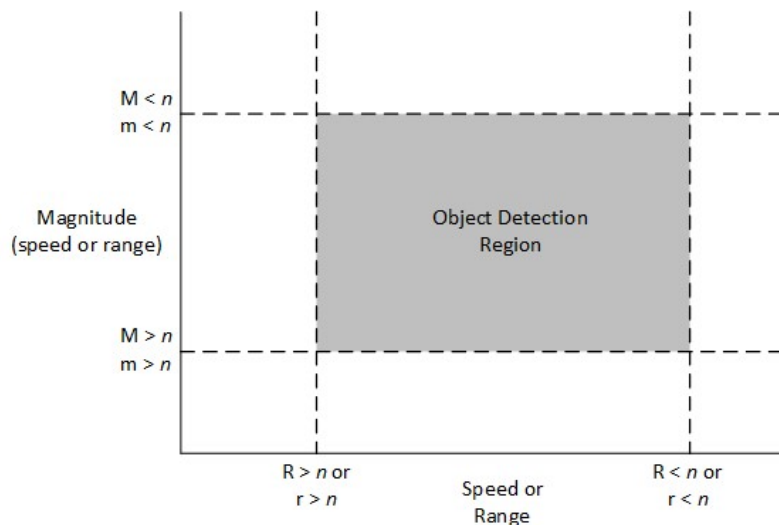 M < n
m < n
Magnitude
(speed or range)
Object Detection
Region
M > n
m > n
R > n or
r > n
Speed or
Range
R < n or
r < n